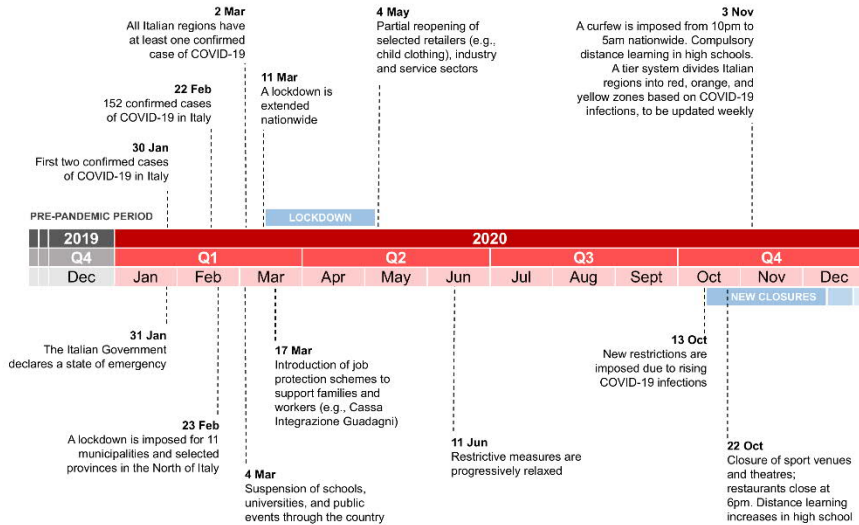 2 Mar
All Italian regions have
at least one confirmed
case of COVID-19
4 May
Partial reopening of
selected retailers (e.g.,
child clothing), industry
and service sectors
3 Nov
A curfew is imposed from 10pm to
5am nationwide. Compulsory
distance learning in high schools.
A tier system divides Italian
regions into red, orange, and
yellow zones based on COVID-19
infections, to be updated weekly
22 Feb
152 confirmed cases
of COVID-19 in Italy
11 Mar
A lockdown is
extended
nationwide
30 Jan
First two confirmed cases
of COVID-19 in Italy
PRE-PANDEMIC PERIOD
LOCKDOWN
2019
2020
Q4
Q1
Q2
Q3
Q4
Dec
Jan
Feb
Mar
Apr
May
Jun
Jul
Aug
Sept
Oct
Nov
Dec
NEW CLOSURES
31 Jan
The Italian Government
declares a state of emergency
17 Mar
Introduction of job
protection schemes to
support families and
workers (e.g., Cassa
Integrazione Guadagni)
13 Oct
New restrictions are
imposed due to rising
COVID-19 infections
23 Feb
A lockdown is imposed for 11
municipalities and selected
provinces in the North of Italy
4 Mar
Suspension of schools,
universities, and public
events through the country
11 Jun
Restrictive measures are
progressively relaxed
22 Oct
Closure of sport venues
and theatres;
restaurants close at
6pm. Distance learning
increases in high school